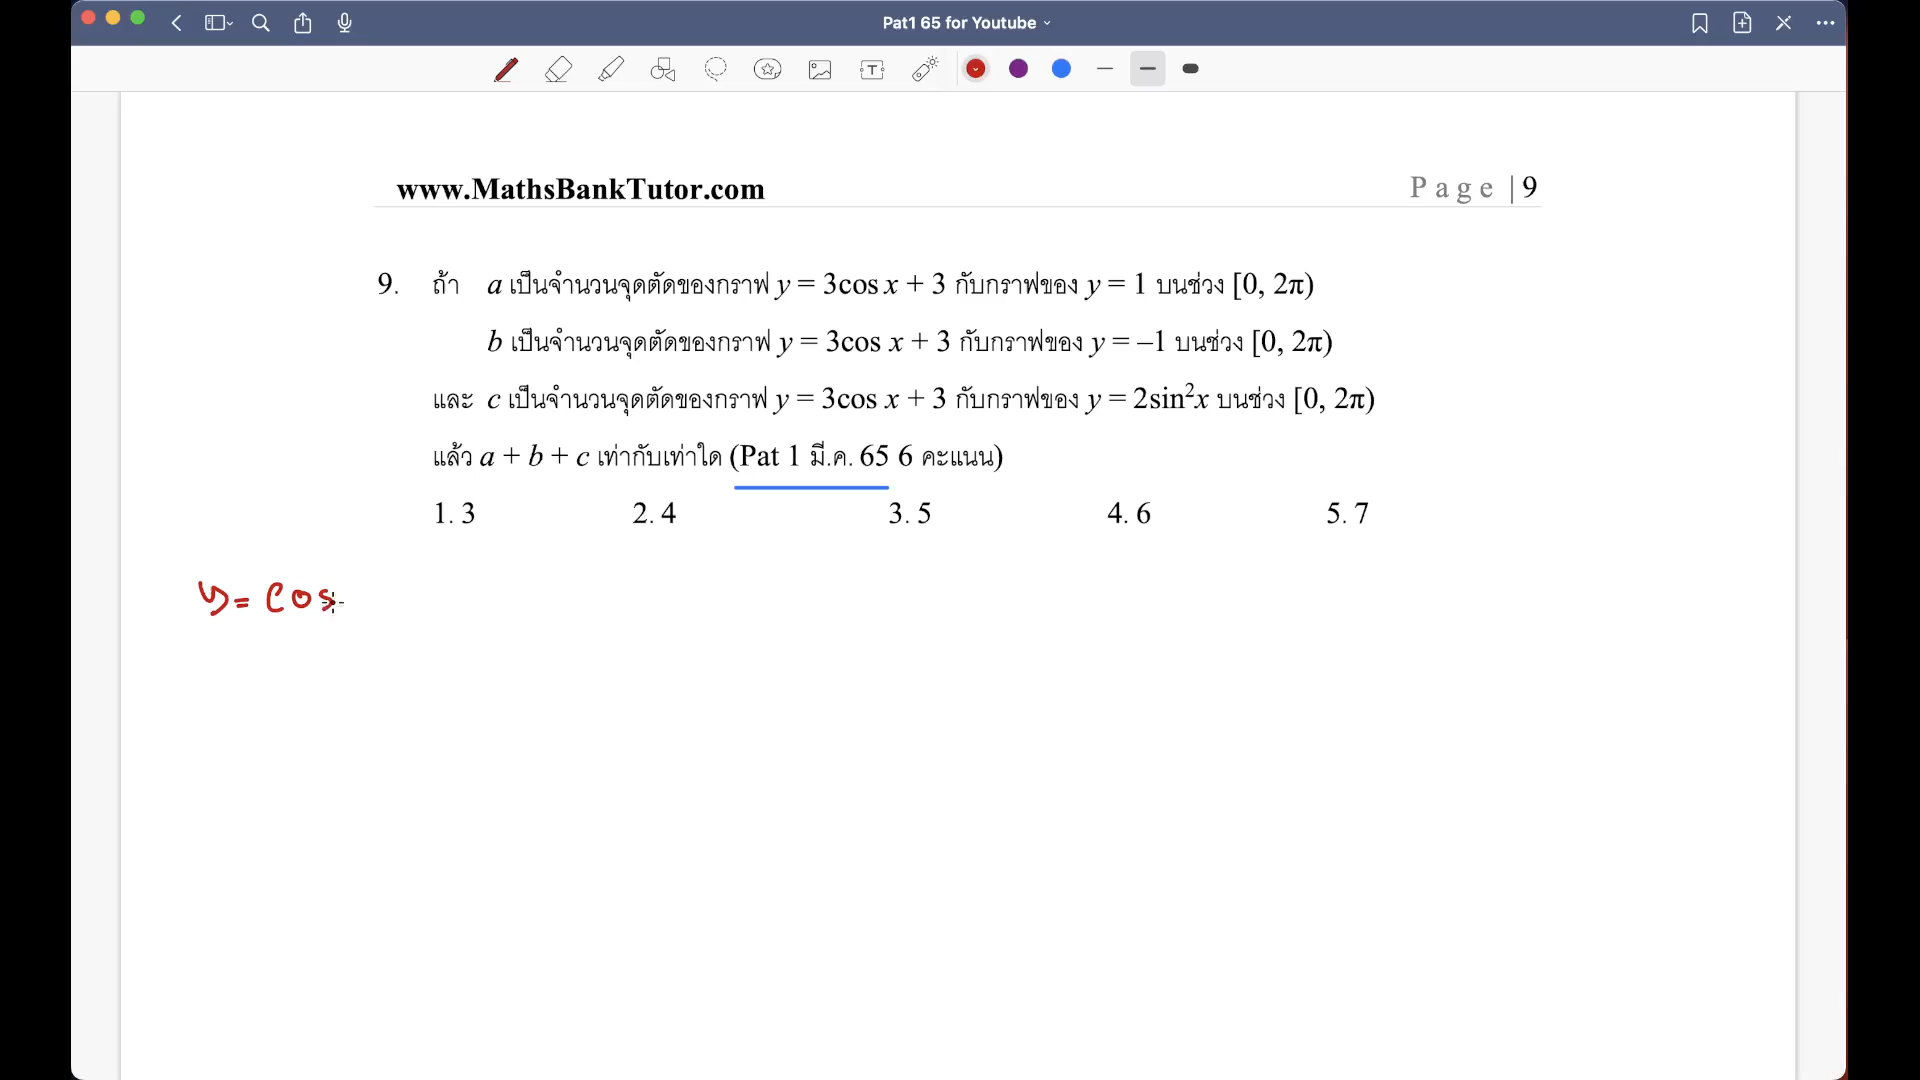 Pat1 65 for Youtube
www.MathsBankTutor.com
Page | 9
9. ถ้า a เป็นจำนวนจุดตัดของกราฟ y = 3cos x + 3 กับกราฟของ y = 1 บนช่วง [0, 2π)
b เป็นจำนวนจุดตัดของกราฟ y = 3cos x + 3 กับกราฟของ y = –1 บนช่วง [0, 2π)
และ c เป็นจำนวนจุดตัดของกราฟ y = 3cos x + 3 กับกราฟของ y = 2sin²x บนช่วง [0, 2π)
แล้ว a + b + c เท่ากับเท่าใด (Pat 1 มี.ค. 65 6 คะแนน)
1. 3 2. 4 3. 5 4. 6 5. 7
y = cos